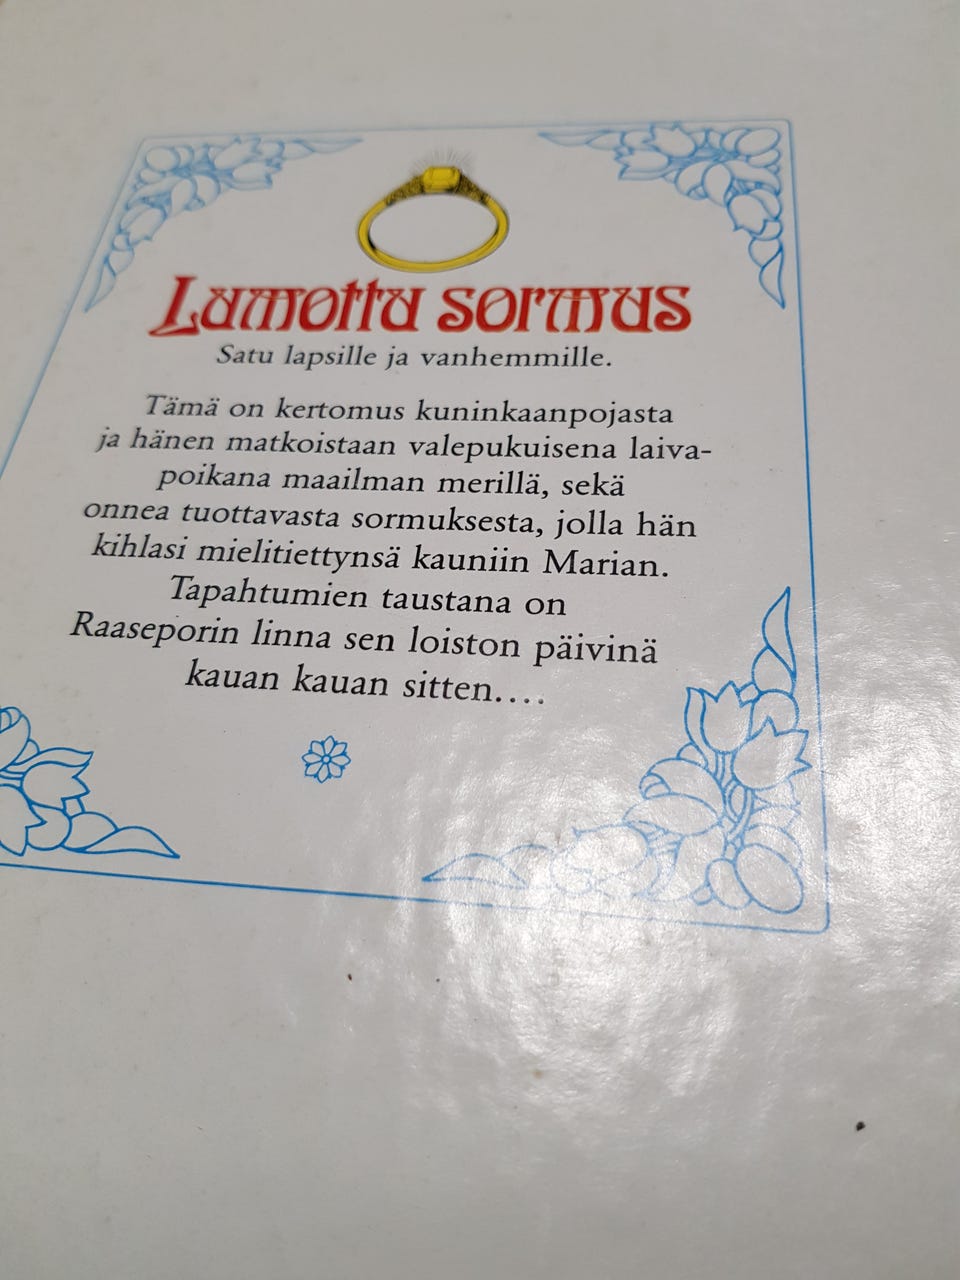 Lumottu sormus
Satu lapsille ja vanhemmille.
Tämä on kertomus kuninkaanpojasta
ja hänen matkoistaan valepukuisena laiva-
poikana maailman merillä, sekä
onnea tuottavasta sormuksesta, jolla hän
kihlasi mielitiettynsä kauniin Marian.
Tapahtumien taustana on
Raaseporin linna sen loiston päivinä
kauan kauan sitten....